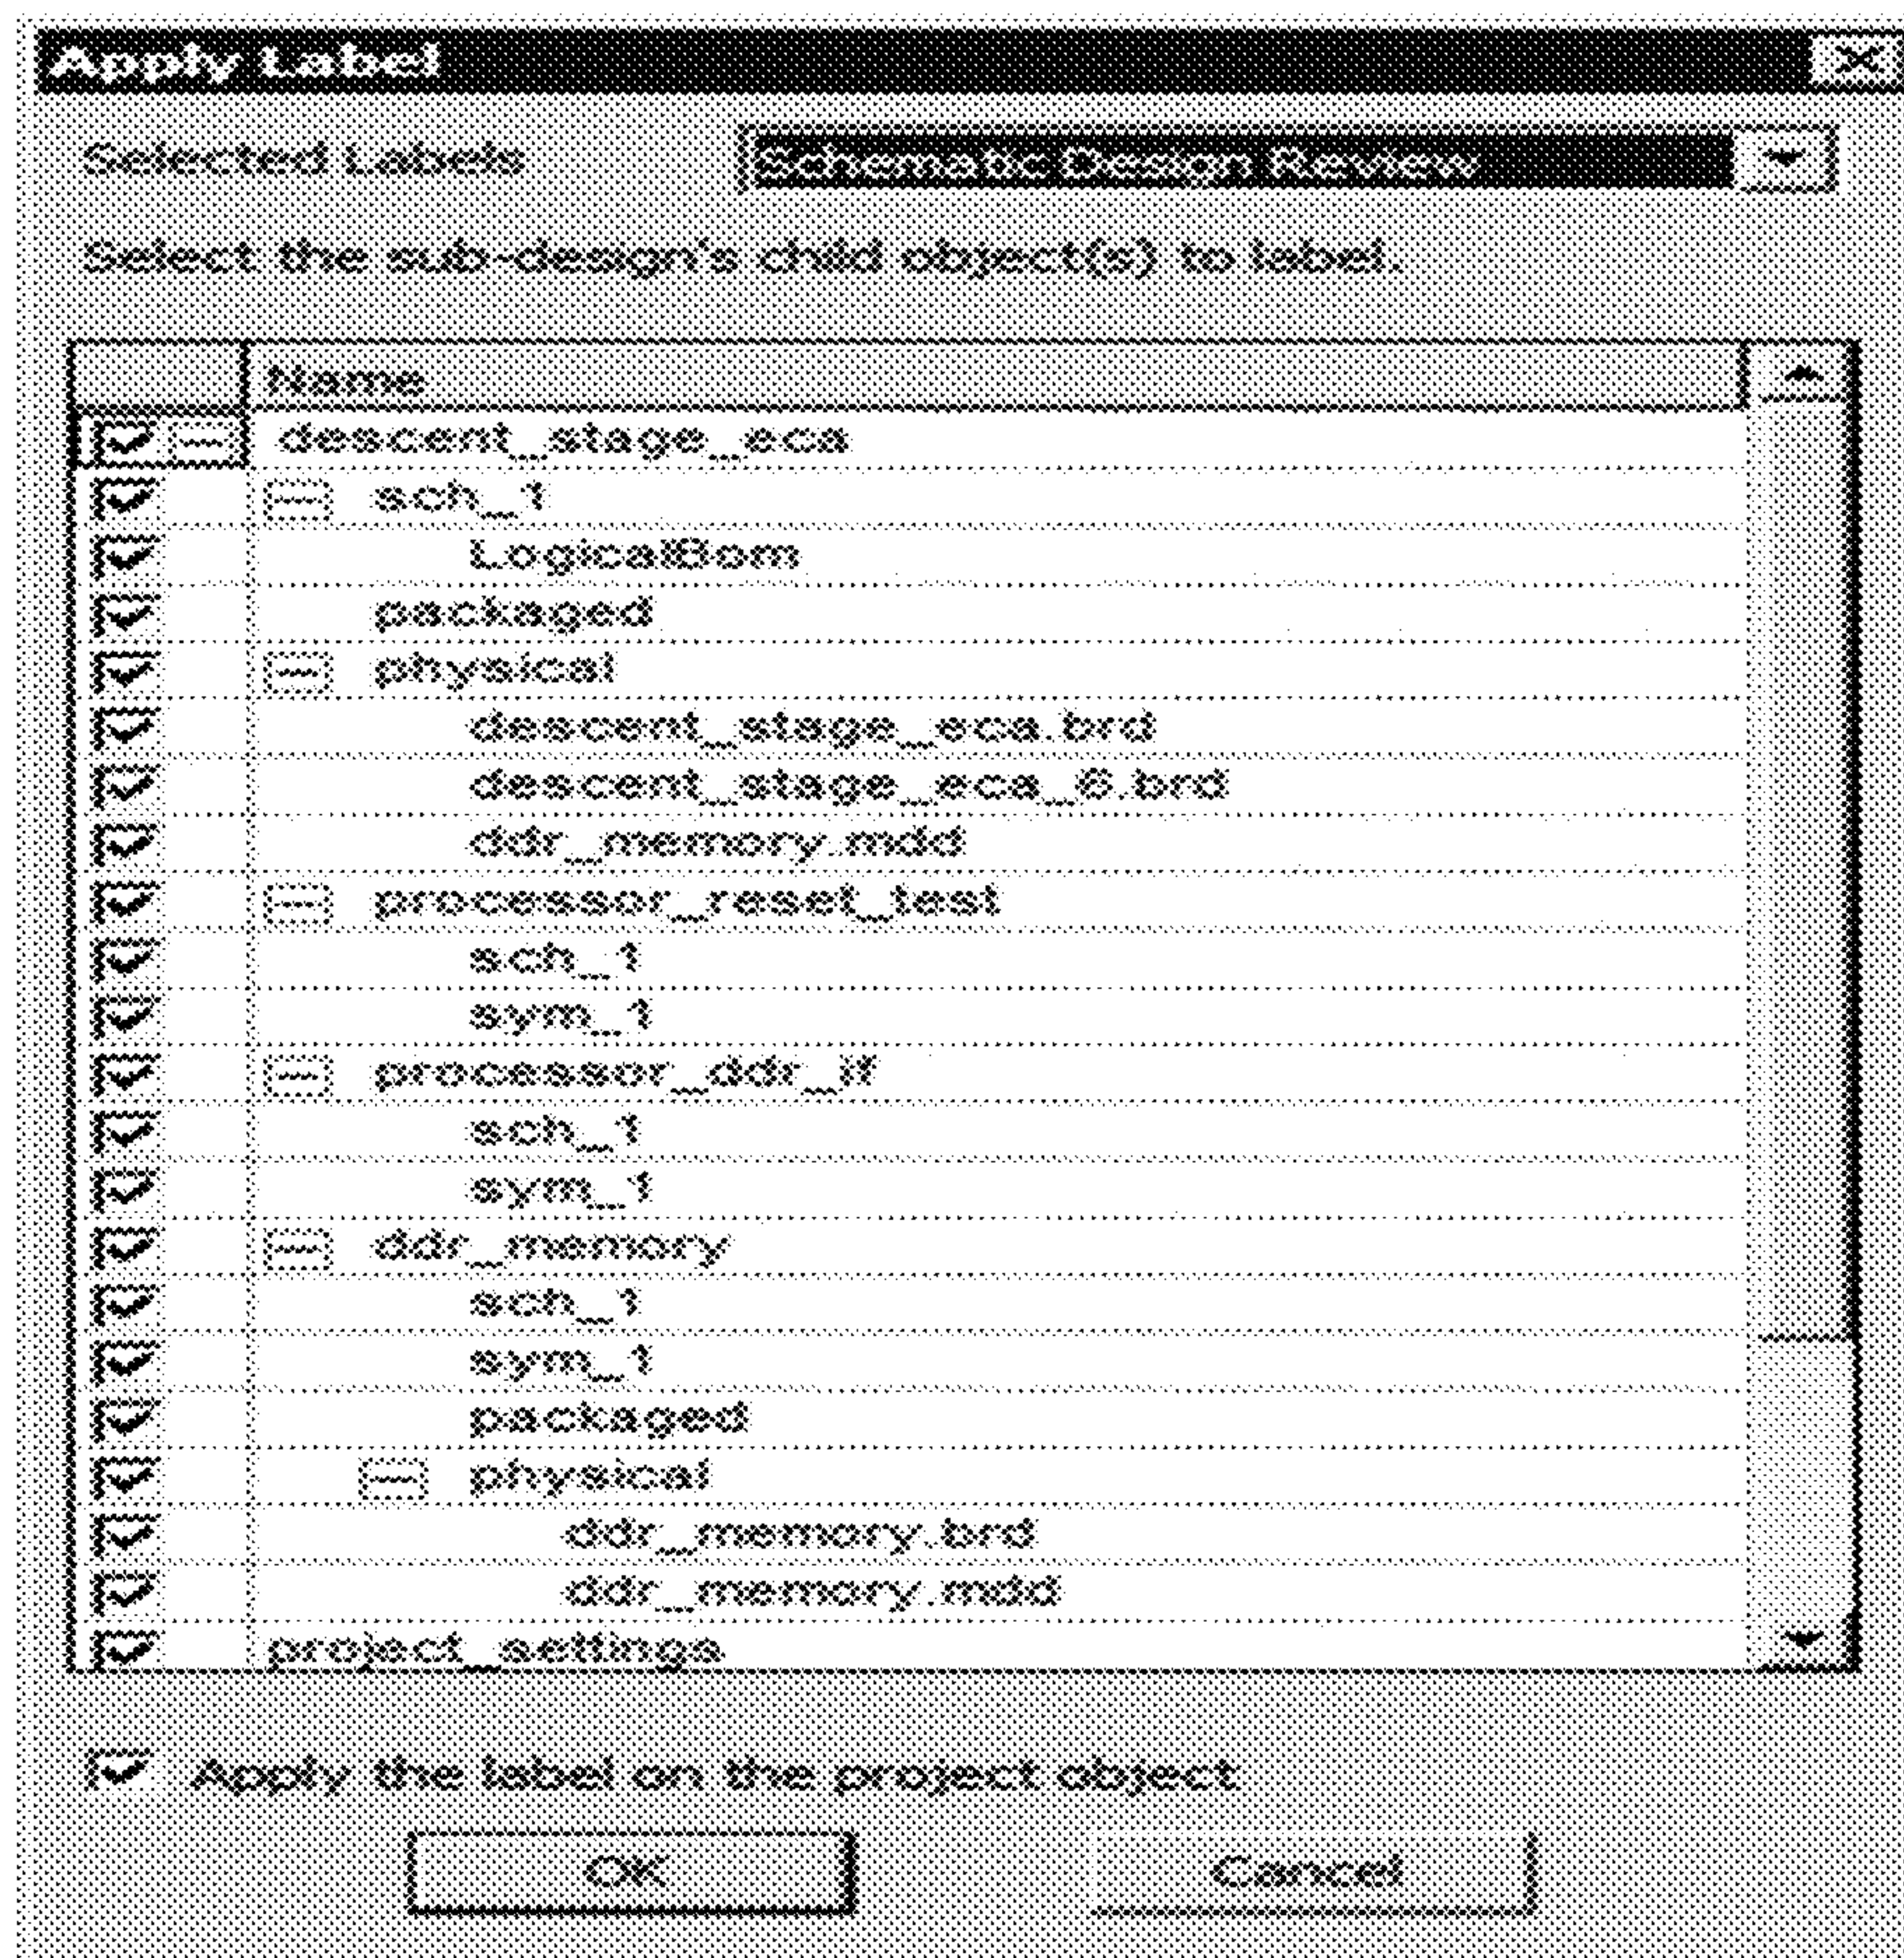 Apply Label
Selected Labels Schematic Design Review
Select the sub-design's child object(s) to label.
Name
descent_stage_eca
sch_1
LogicalBom
packaged
physical
descent_stage_eca.brd
descent_stage_eca_6.brd
ddr_memory.mdd
processor_reset_test
sch_1
sym_1
processor_ddr_if
sch_1
sym_1
ddr_memory
sch_1
sym_1
packaged
physical
ddr_memory.brd
ddr_memory.mdd
project_settings
Apply the label on the project object
OK Cancel